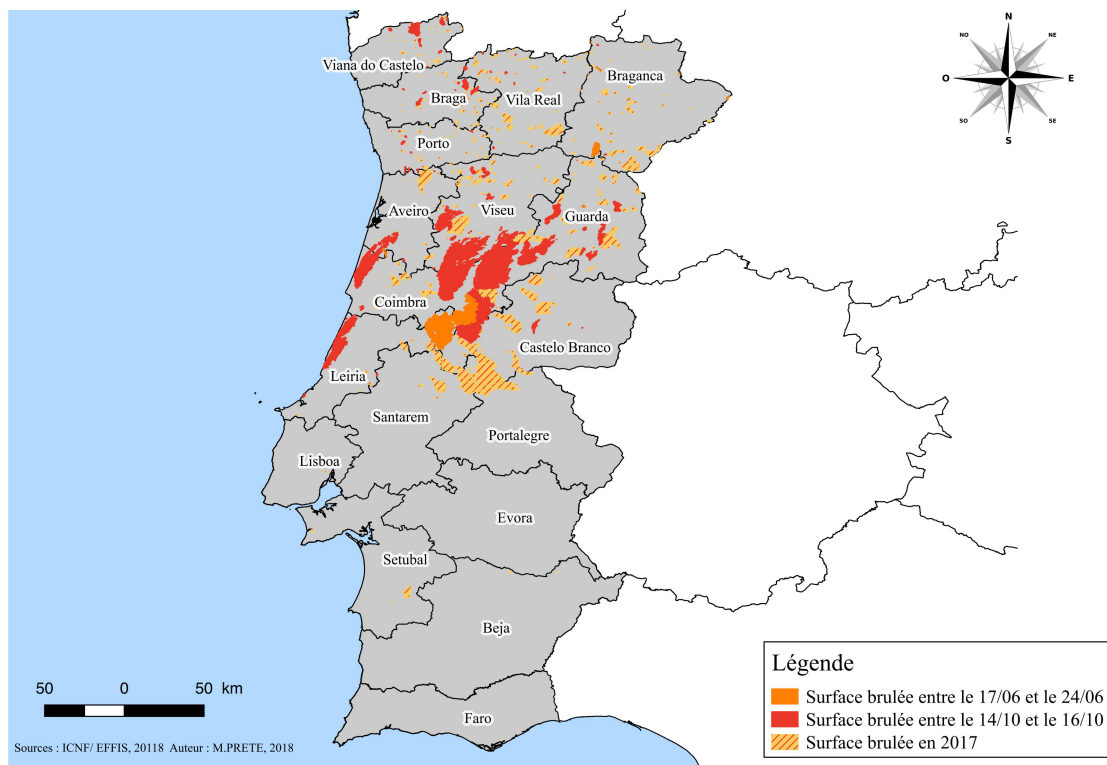 N
NO
NE
O
E
SO
SE
S
Viana do Castelo
Braganca
Braga
Vila Real
Porto
Aveiro
Viseu
Guarda
Coimbra
Castelo Branco
Leiria
Santarem
Portalegre
Lisboa
Evora
Setubal
Beja
Faro
50 0 50 km
Sources : ICNF/ EFFIS, 20118 Auteur : M.PRETE, 2018
Légende
Surface brulée entre le 17/06 et le 24/06
Surface brulée entre le 14/10 et le 16/10
Surface brulée en 2017